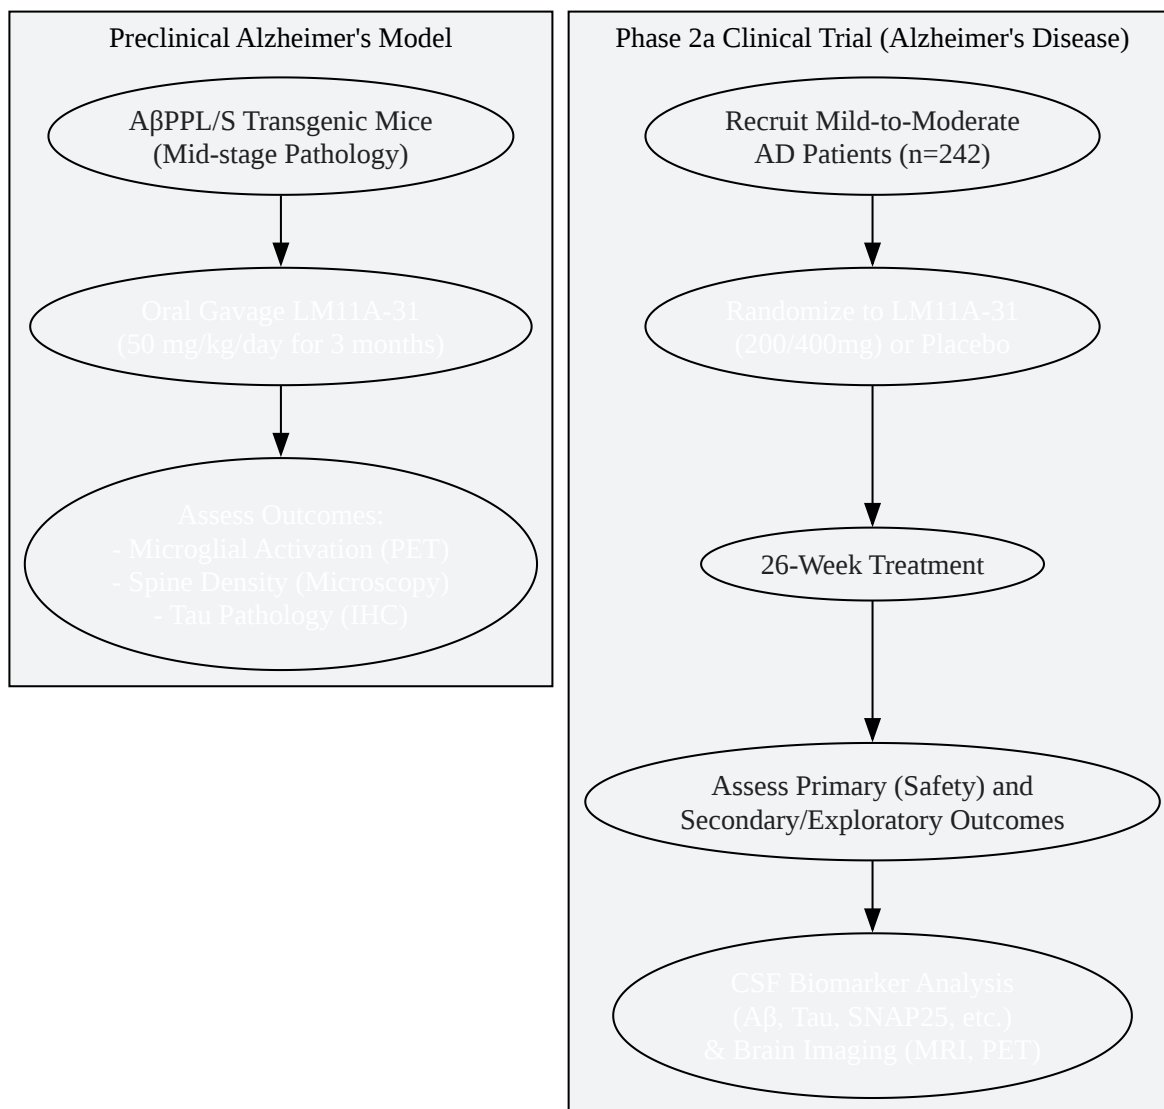 Preclinical Alzheimer's Model
AβPPL/S Transgenic Mice
(Mid-stage Pathology)
Oral Gavage LM11A-31
(50 mg/kg/day for 3 months)
Assess Outcomes:
- Microglial Activation (PET)
- Spine Density (Microscopy)
- Tau Pathology (IHC)
Phase 2a Clinical Trial (Alzheimer's Disease)
Recruit Mild-to-Moderate
AD Patients (n=242)
Randomize to LM11A-31
(200/400mg) or Placebo
26-Week Treatment
Assess Primary (Safety) and
Secondary/Exploratory Outcomes
CSF Biomarker Analysis
(Aβ, Tau, SNAP25, etc.)
& Brain Imaging (MRI, PET)